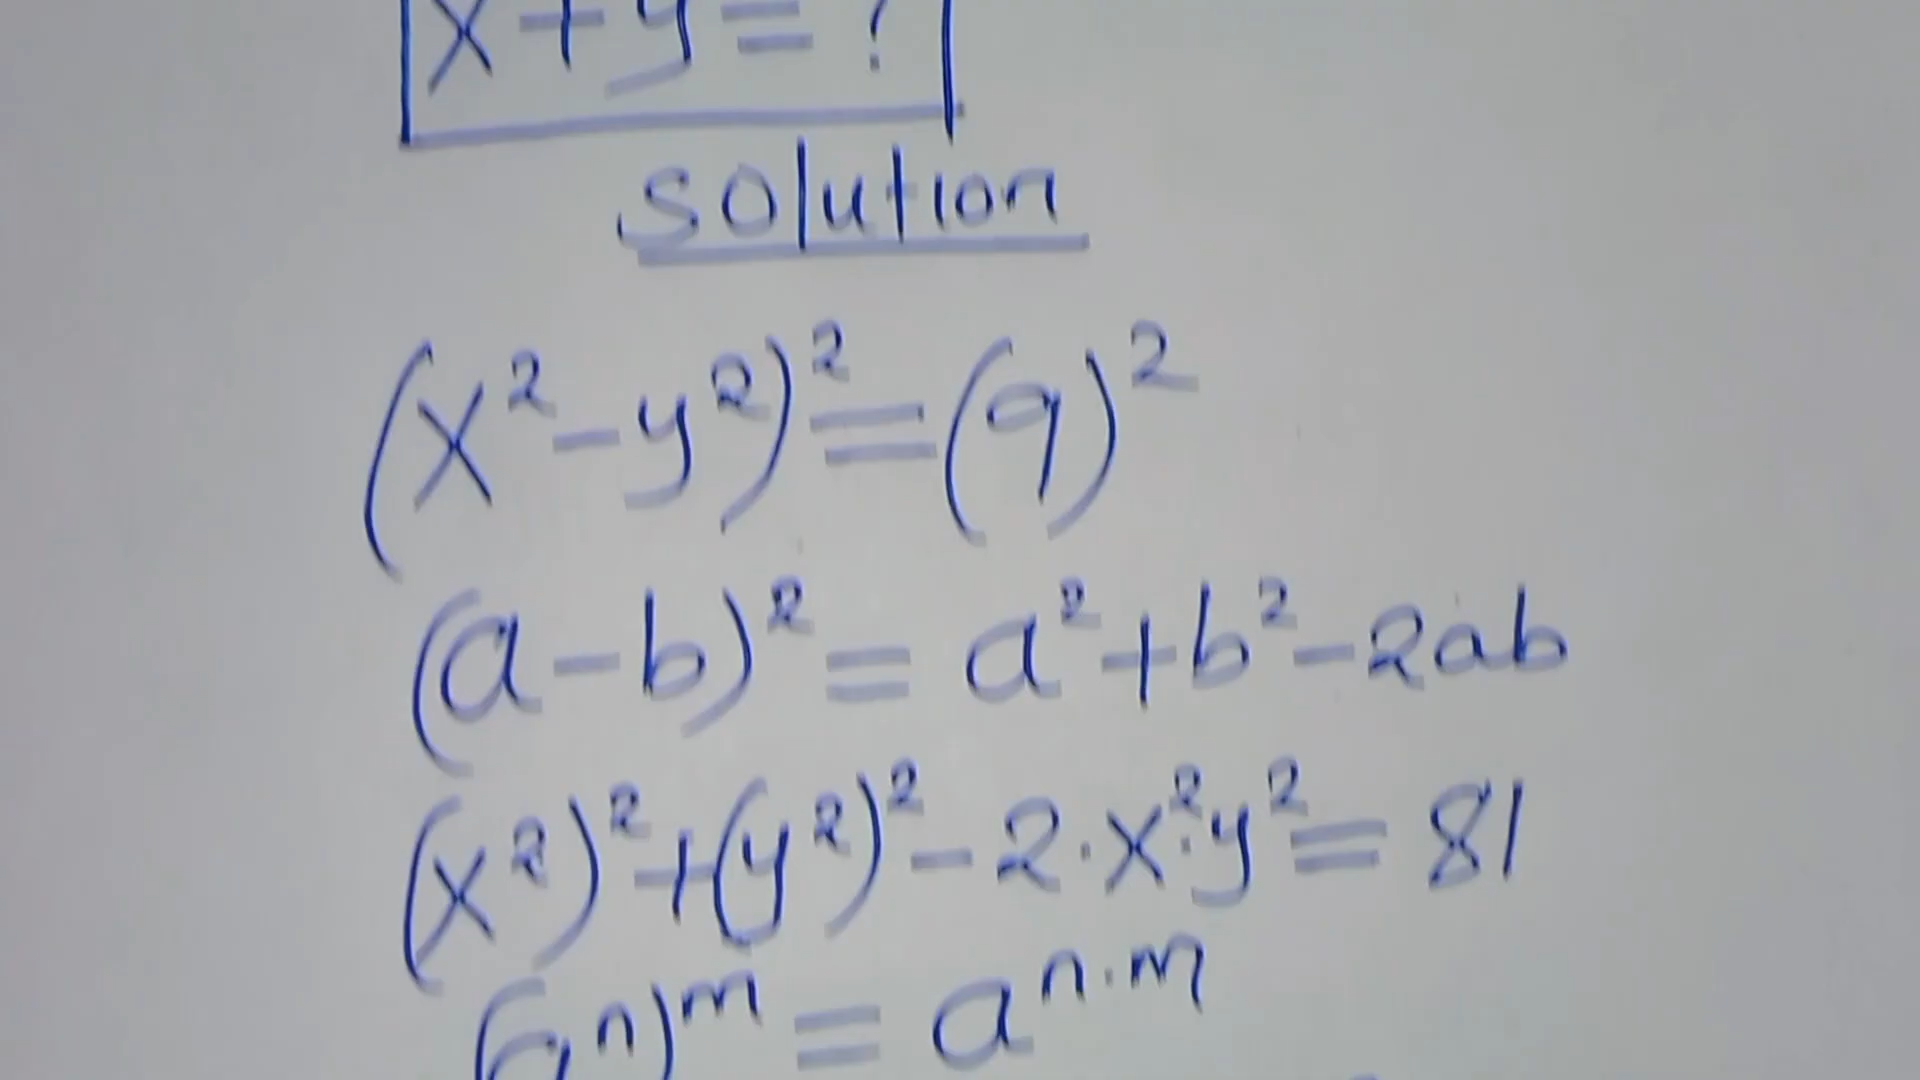 x+y=?
Solution
(x²-y²)²=(9)²
(a-b)²=a²+b²-2ab
(x²)²+(y²)²-2·x²·y²=81
(aⁿ)ᵐ=aⁿ·ᵐ